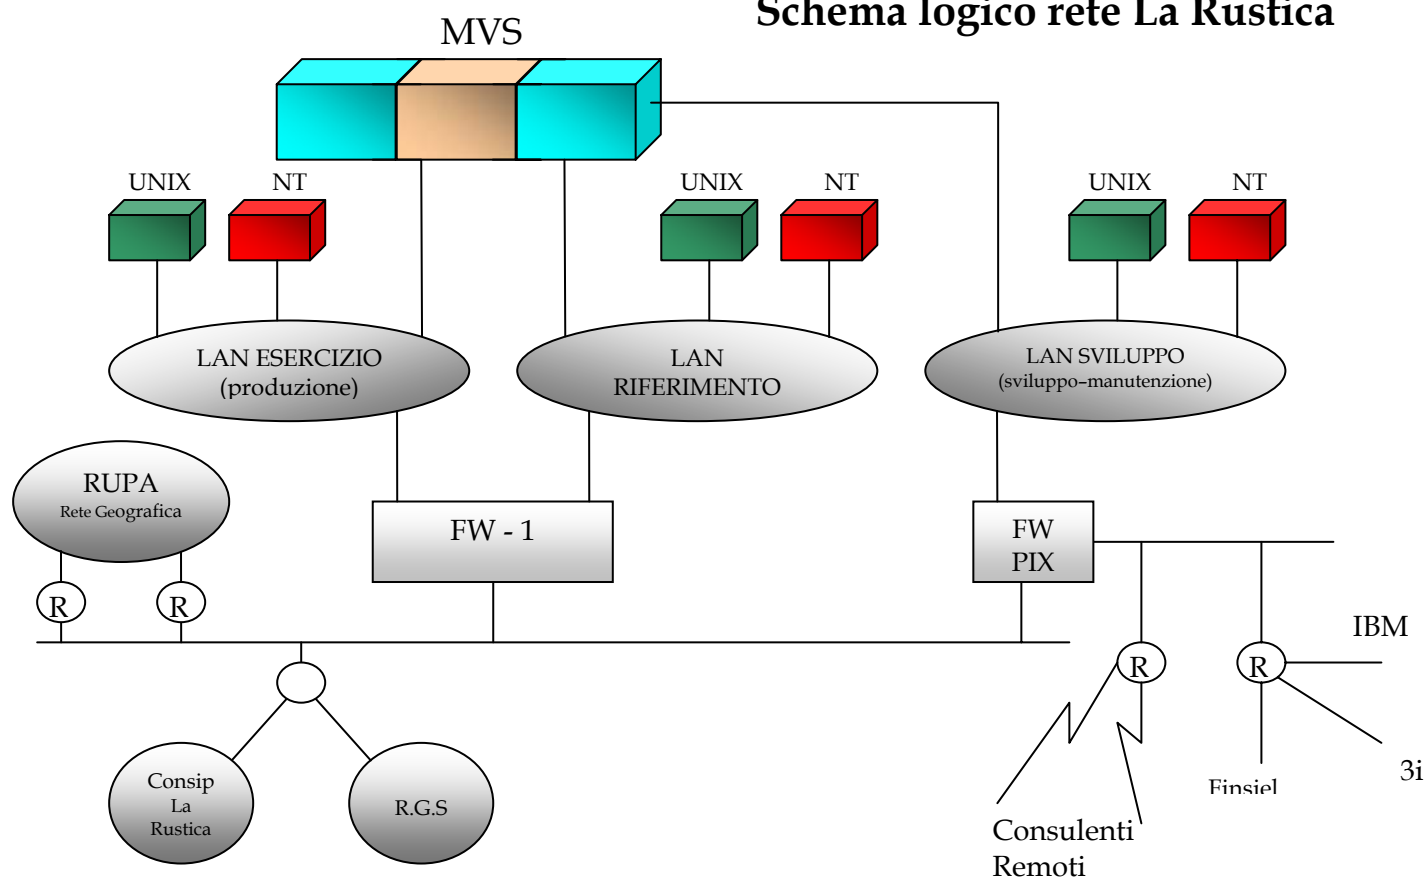 Schema logico rete La Rustica
MVS
UNIX
NT
UNIX
NT
UNIX
NT
LAN ESERCIZIO
(produzione)
LAN
RIFERIMENTO
LAN SVILUPPO
(sviluppo-manutenzione)
RUPA
Rete Geografica
FW - 1
FW
PIX
R
R
IBM
R
R
3i
Finsiel
Consip
La
Rustica
R.G.S
Consulenti
Remoti